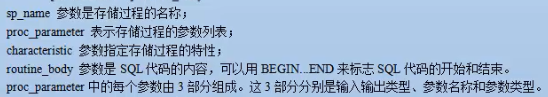 sp_name 参数是存储过程的名称；
proc_parameter 表示存储过程的参数列表；
characteristic 参数指定存储过程的特性；
routine_body 参数是 SQL 代码的内容，可以用 BEGIN...END 来标志 SQL 代码的开始和结束。
proc_parameter 中的每个参数由 3 部分组成。这 3 部分分别是输入输出类型、参数名称和参数类型。